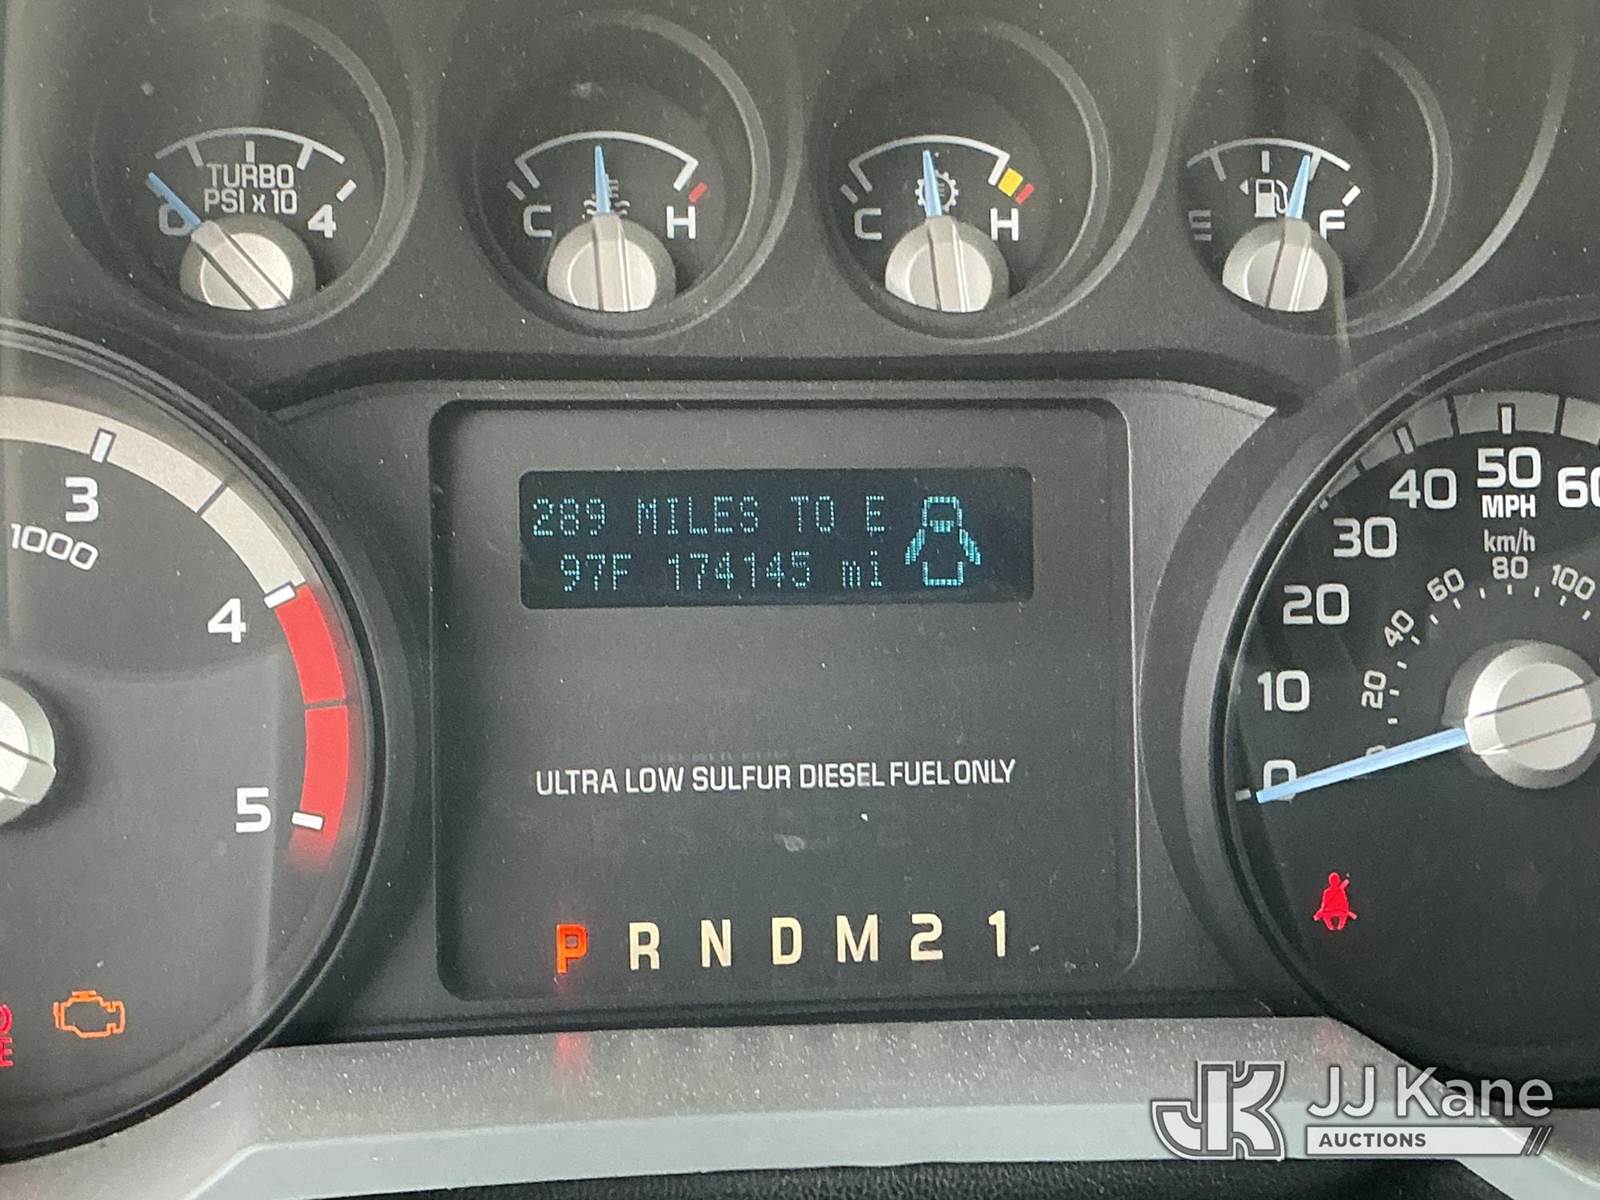 TURBO
PSI x 10
0
4
C
H
C
H
E
F
3
1000
4
5
289 MILES TO E
97F 174145 mi
ULTRA LOW SULFUR DIESEL FUEL ONLY
P R N D M 2 1
0
10
20
30
40
50
60
MPH
km/h
0
20
40
60
80
100
JK JJ Kane
AUCTIONS